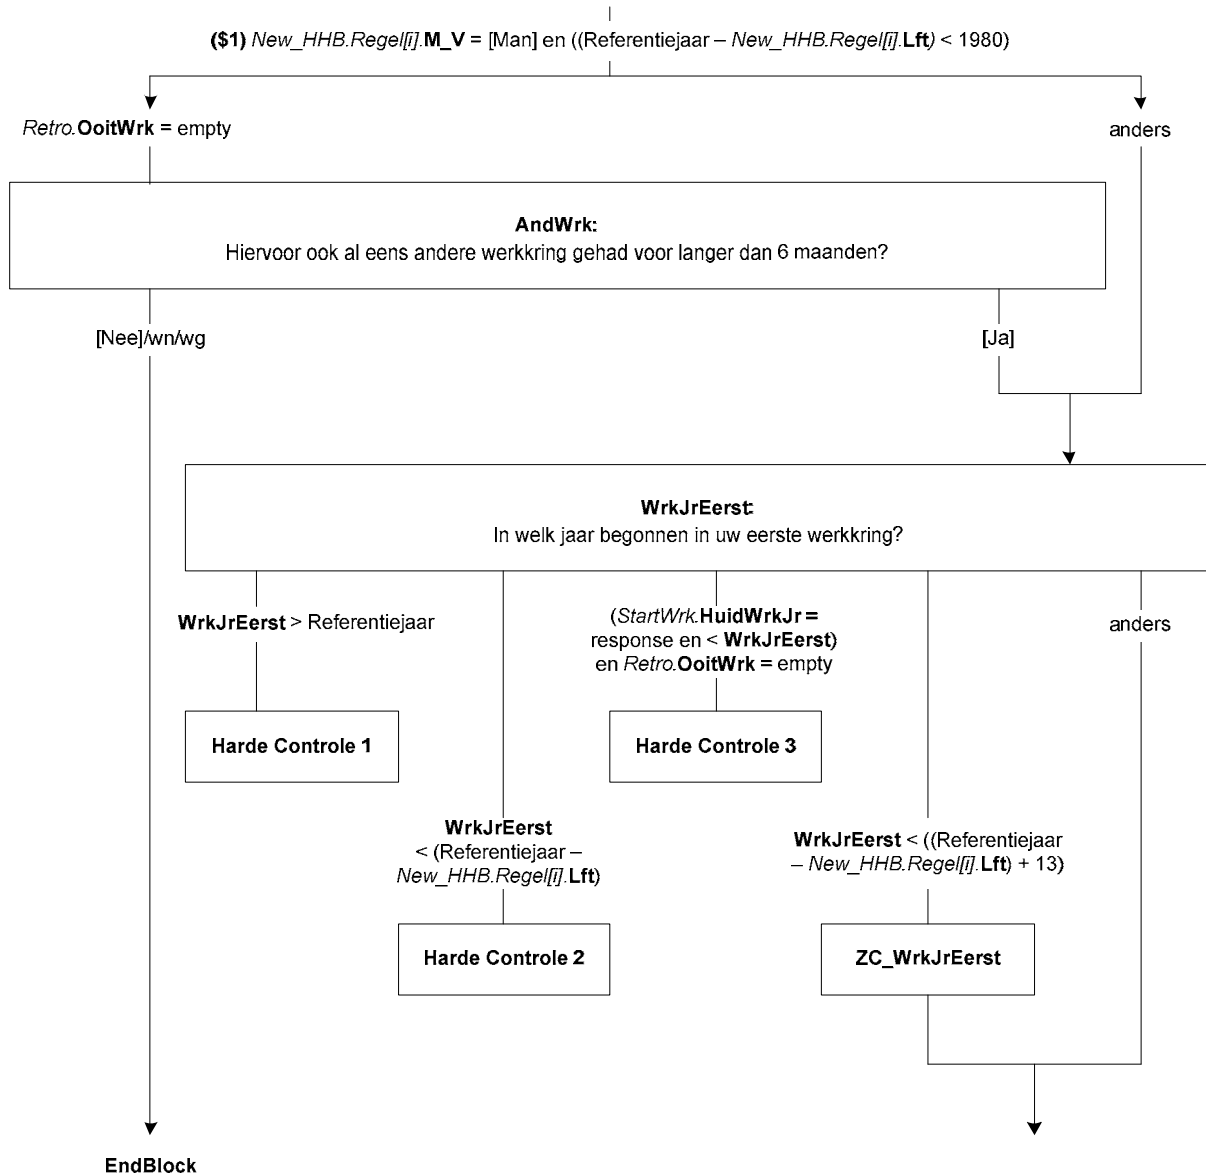 ($1) New_HHB.Regel[i].M_V = [Man] en ((Referentiejaar – New_HHB.Regel[i].Lft) < 1980)
Retro.OoitWrk = empty
anders
AndWrk:
Hiervoor ook al eens andere werkkring gehad voor langer dan 6 maanden?
[Nee]/wn/wg
[Ja]
WrkJrEerst:
In welk jaar begonnen in uw eerste werkkring?
WrkJrEerst > Referentiejaar
(StartWrk.HuidWrkJr =
response en < WrkJrEerst)
en Retro.OoitWrk = empty
anders
Harde Controle 1
Harde Controle 3
WrkJrEerst
< (Referentiejaar –
New_HHB.Regel[i].Lft)
WrkJrEerst < ((Referentiejaar
– New_HHB.Regel[i].Lft) + 13)
Harde Controle 2
ZC_WrkJrEerst
EndBlock